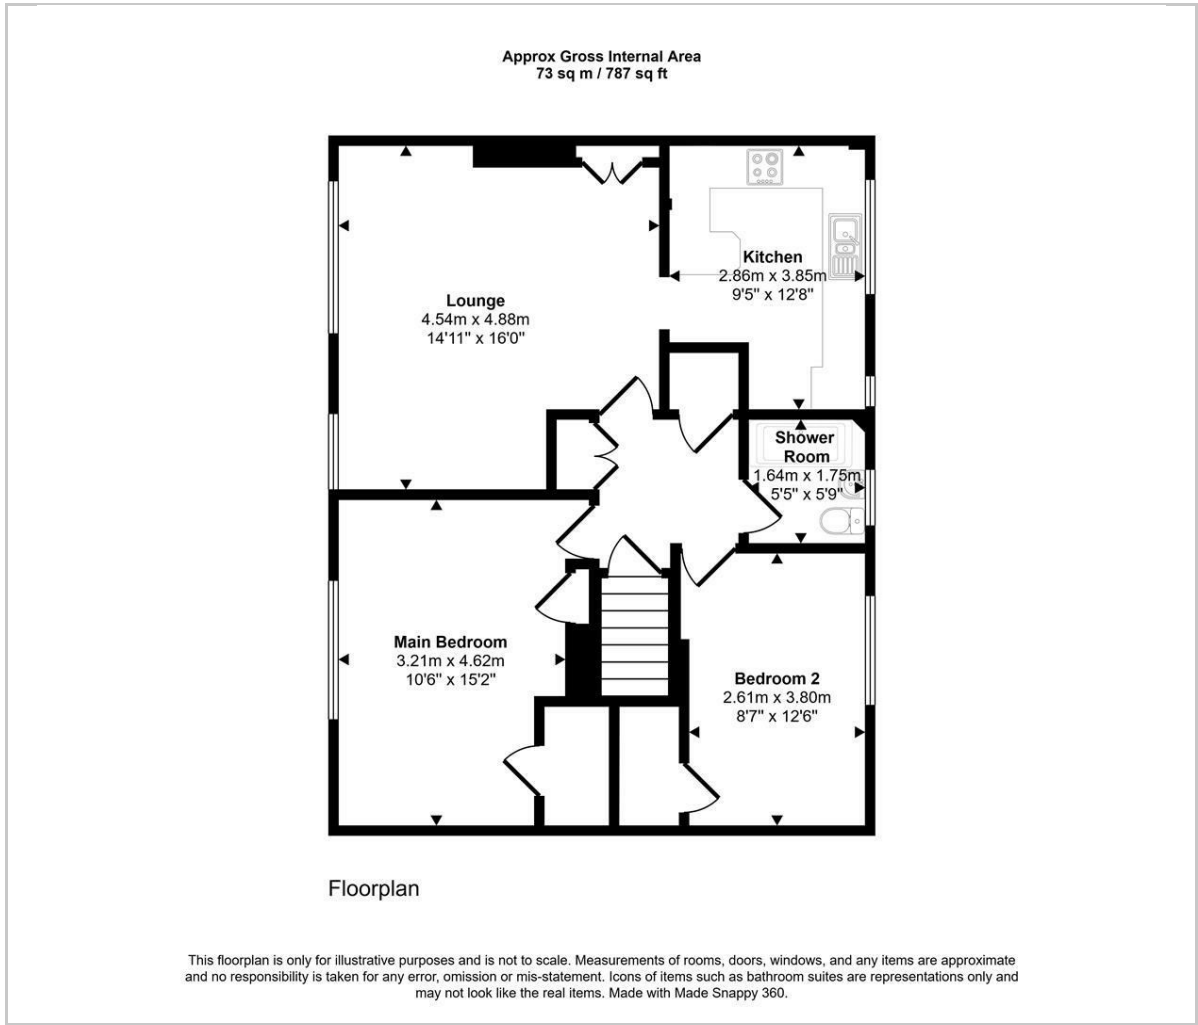 Approx Gross Internal Area
73 sq m / 787 sq ft
Lounge
4.54m x 4.88m
14'11" x 16'0"
Kitchen
2.86m x 3.85m
9'5" x 12'8"
Shower
Room
1.64m x 1.75m
5'5" x 5'9"
Main Bedroom
3.21m x 4.62m
10'6" x 15'2"
Bedroom 2
2.61m x 3.80m
8'7" x 12'6"
Floorplan
This floorplan is only for illustrative purposes and is not to scale. Measurements of rooms, doors, windows, and any items are approximate
and no responsibility is taken for any error, omission or mis-statement. Icons of items such as bathroom suites are representations only and
may not look like the real items. Made with Made Snappy 360.